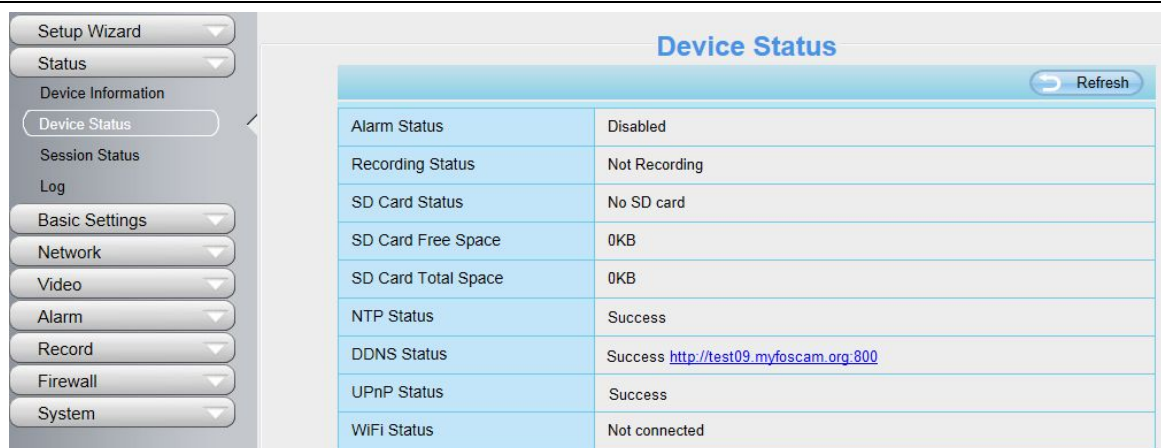 Setup Wizard
Status
Device Information
Device Status
Session Status
Log
Basic Settings
Network
Video
Alarm
Record
Firewall
System
Device Status
Refresh
Alarm Status Disabled
Recording Status Not Recording
SD Card Status No SD card
SD Card Free Space 0KB
SD Card Total Space 0KB
NTP Status Success
DDNS Status Success http://test09.myfoscam.org:800
UPnP Status Success
WiFi Status Not connected